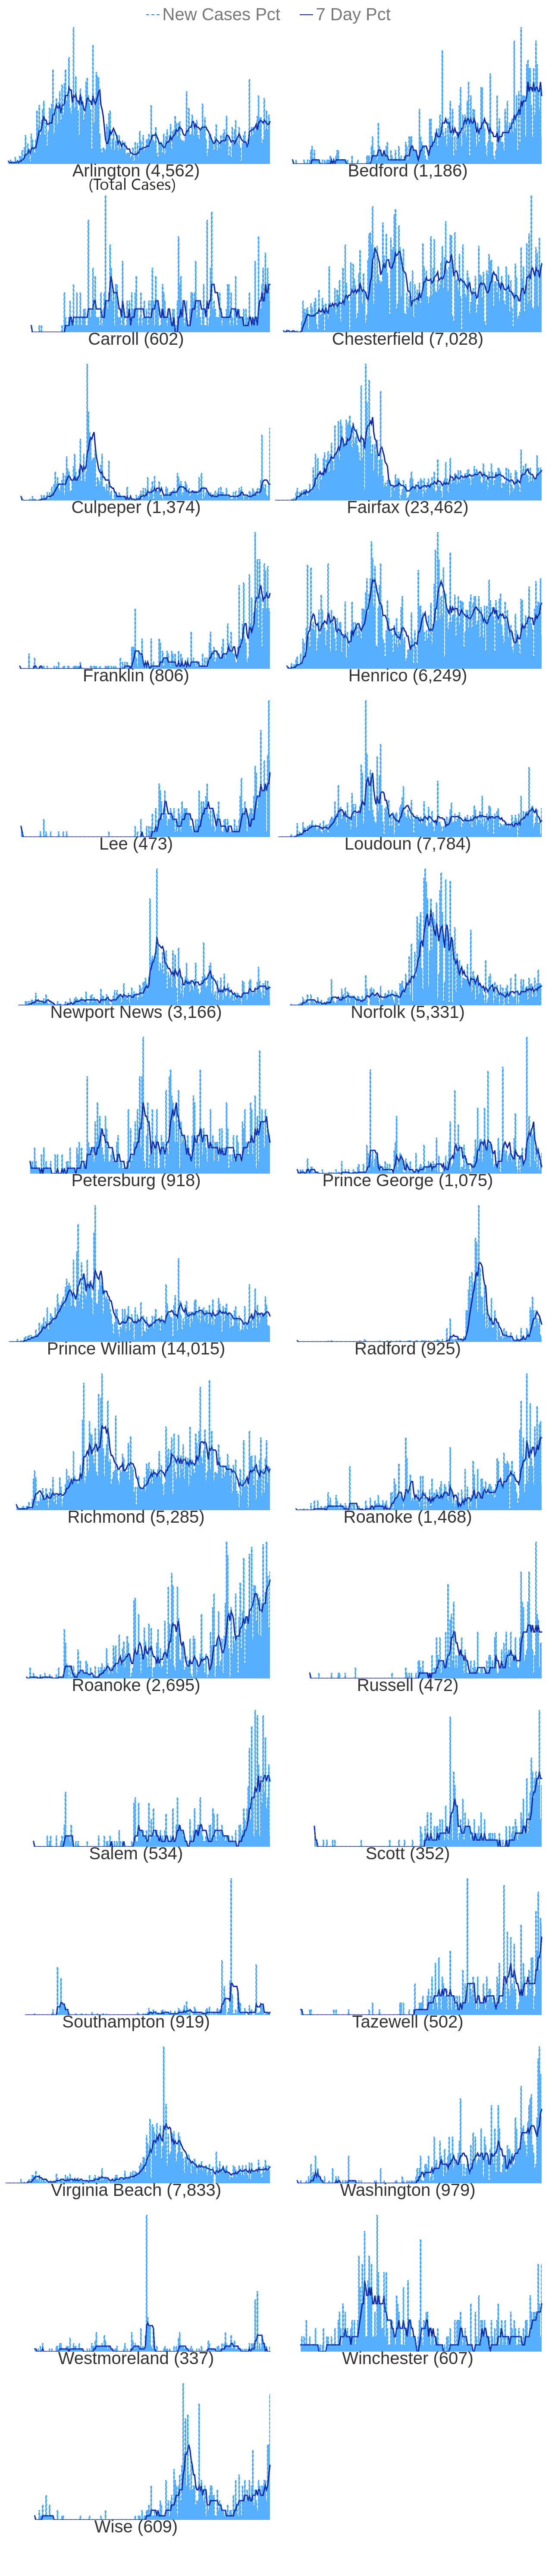 New Cases Pct 7 Day Pct
Arlington (4,562) Bedford (1,186)
(Total Cases)
Carroll (602) Chesterfield (7,028)
Culpeper (1,374) Fairfax (23,462)
Franklin (806) Henrico (6,249)
Lee (473) Loudoun (7,784)
Newport News (3,166) Norfolk (5,331)
Petersburg (918) Prince George (1,075)
Prince William (14,015) Radford (925)
Richmond (5,285) Roanoke (1,468)
Roanoke (2,695) Russell (472)
Salem (534) Scott (352)
Southampton (919) Tazewell (502)
Virginia Beach (7,833) Washington (979)
Westmoreland (337) Winchester (607)
Wise (609)